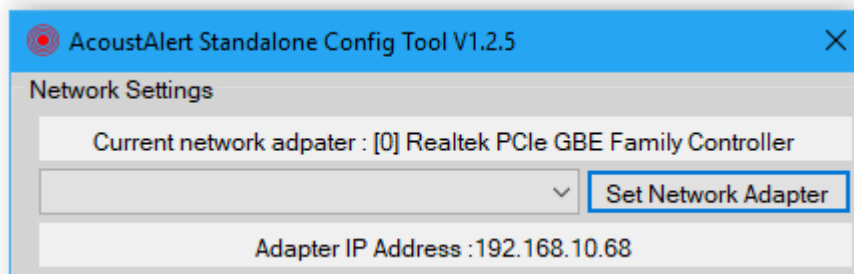 AcoustAlert Standalone Config Tool V1.2.5
Network Settings
Current network adpater : [0] Realtek PCIe GBE Family Controller
Set Network Adapter
Adapter IP Address :192.168.10.68